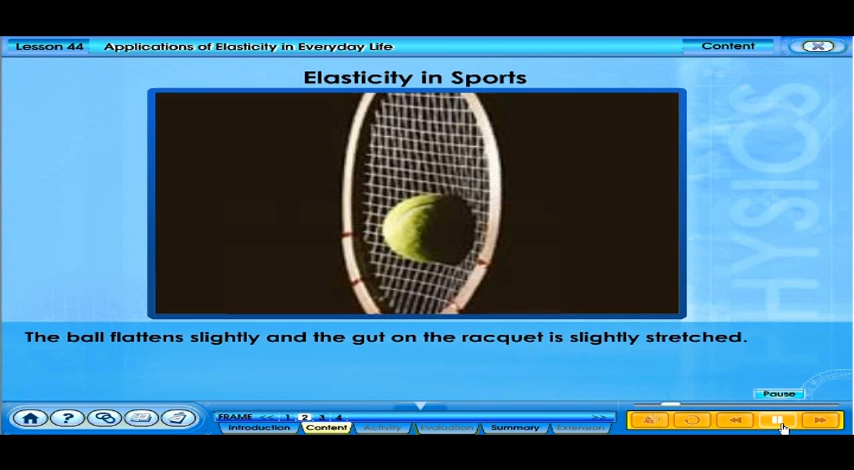 Lesson 44 Applications of Elasticity in Everyday Life Content
Elasticity in Sports
PHYSICS
The ball flattens slightly and the gut on the racquet is slightly stretched.
Pause
FRAME << 1 2 3 4 >>
Introduction Content Activity Evaluation Summary Extension